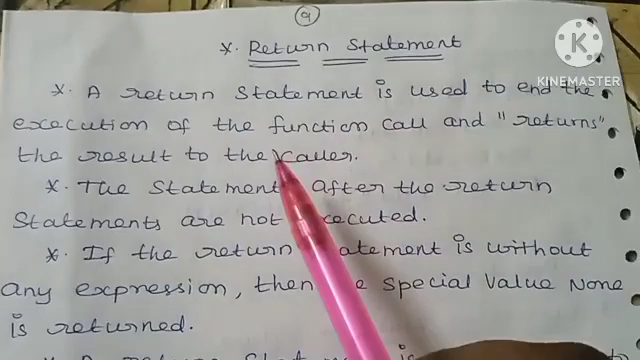 9
*. Return Statement
KINEMASTER
*. A return statement is used to end the
execution of the function call and "returns"
the result to the caller.
*. The Statement after the return
Statements are not executed.
*. If the return statement is without
any expression, then special value None
is returned.